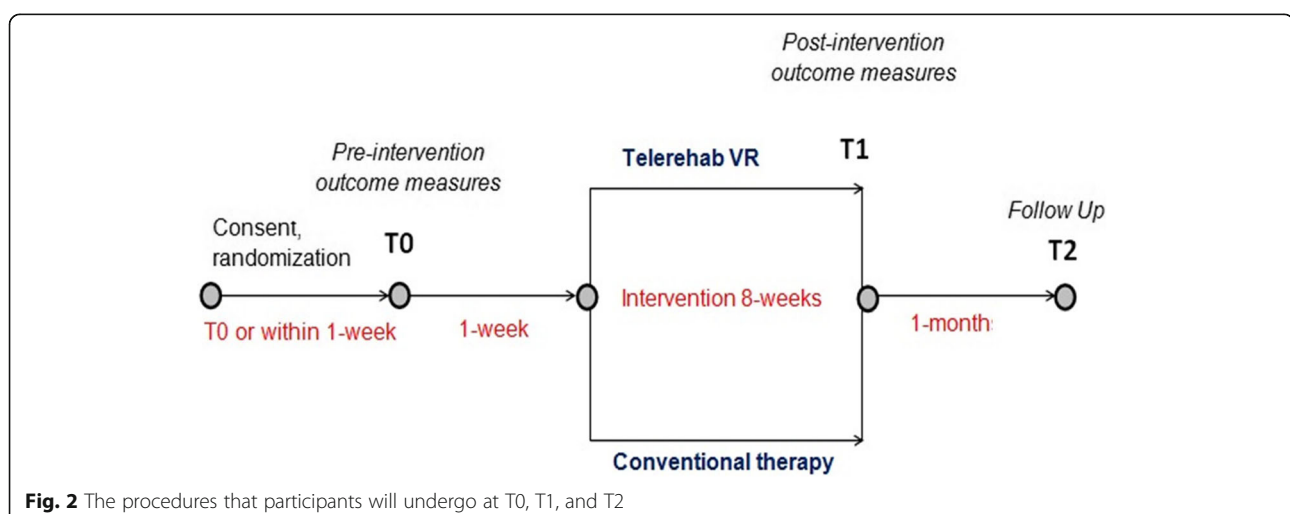 Post-intervention
outcome measures
Pre-intervention
outcome measures
Telerehab VR
T1
Consent,
randomization
T0
Follow Up
T2
T0 or within 1-week
1-week
Intervention 8-weeks
1-month
Conventional therapy
Fig. 2 The procedures that participants will undergo at T0, T1, and T2